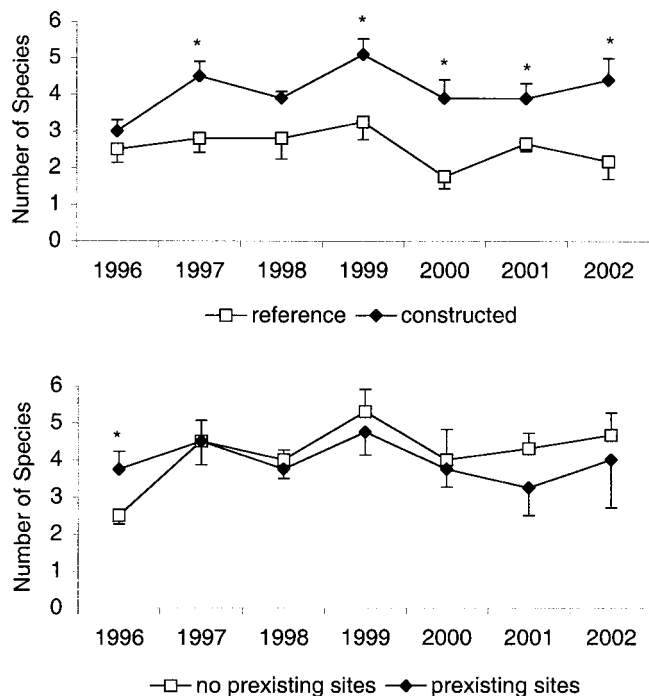 6
5
4
3
2
1
0
Number of Species
* * * * *
1996 1997 1998 1999 2000 2001 2002
reference constructed
6
5
4
3
2
1
0
Number of Species
*
1996 1997 1998 1999 2000 2001 2002
no prexisting sites prexisting sites